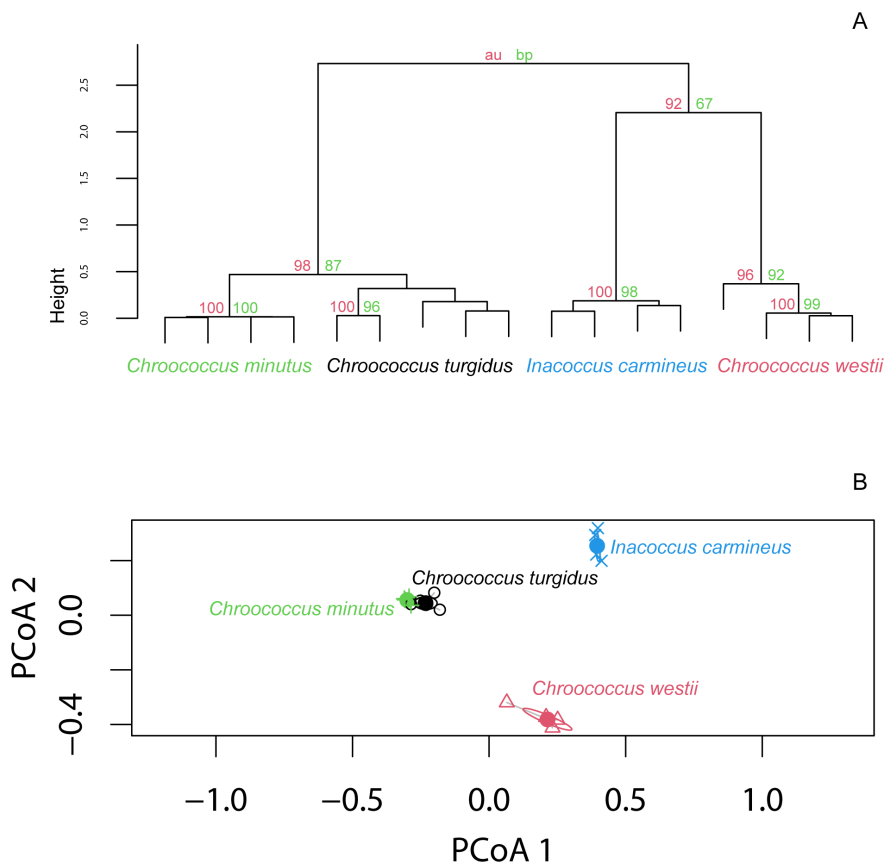 A
au bp
2.5
92 67
2.0
1.5
1.0
98 87
0.5
96 92
100 98
100 100
100 96
100 99
0.0
Height
Chroococcus minutus Chroococcus turgidus Inacoccus carmineus Chroococcus westii
B
Inacoccus carmineus
Chroococcus turgidus
Chroococcus minutus
0.0
PCoA 2
Chroococcus westii
−0.4
−1.0 −0.5 0.0 0.5 1.0
PCoA 1